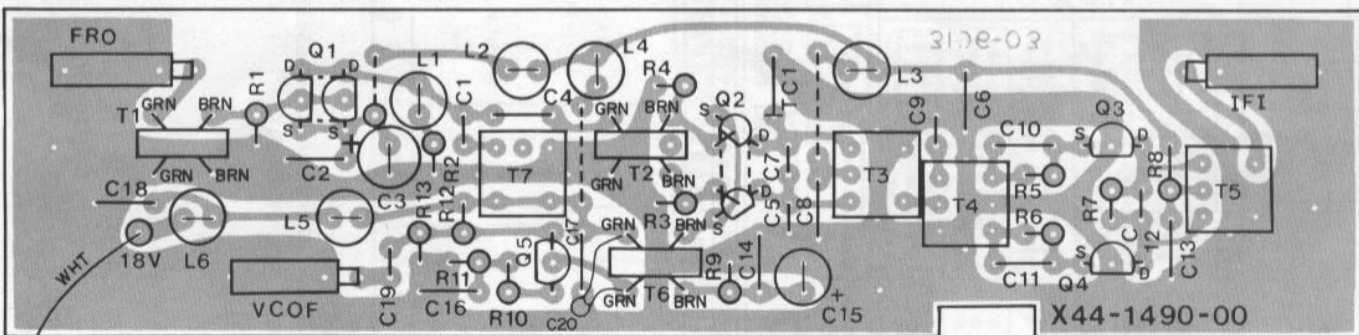 FRO
Q1
D
D
S
S
R1
L1
C1
L2
C4
L4
R4
Q2
S
D
D
S
TC1
L3
C9
C6
C10
Q3
S
D
IFI
T1
GRN
BRN
GRN
BRN
+
C2
C3
R2
R13
R12
T7
GRN
BRN
T2
GRN
BRN
R3
C7
C5
C8
T3
T4
R5
R6
R7
C12
R8
T5
C18
18V
L6
L5
WHT
VCOF
C19
R11
C16
R10
Q5
C17
C20
GRN
BRN
GRN
T6
BRN
R9
C14
+
C15
C11
Q4
S
D
C13
X44-1490-00